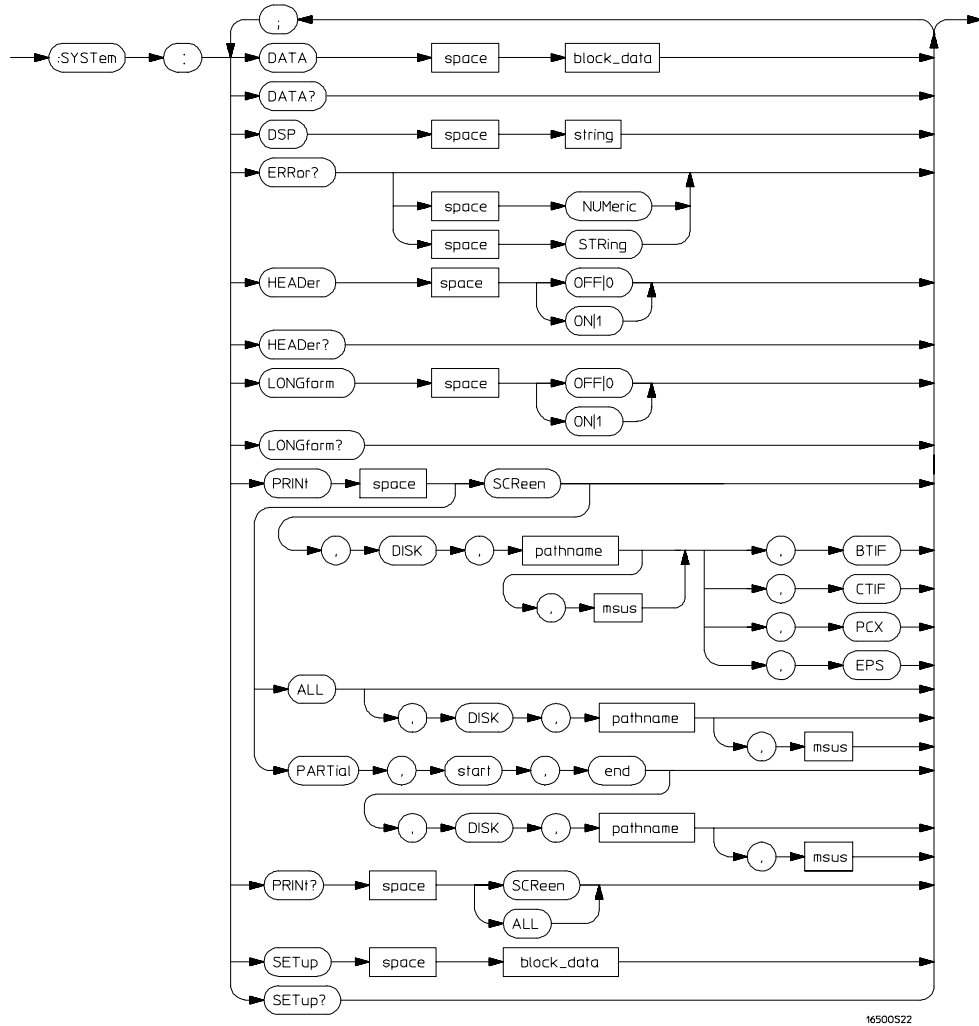 ;
:SYSTem : DATA space block_data
DATA?
DSP space string
ERRor?
space NUMeric
space STRing
HEADer space OFF|0
ON|1
HEADer?
LONGform space OFF|0
ON|1
LONGform?
PRINt space SCReen
, DISK , pathname , BTIF
, msus , CTIF
, PCX
, EPS
ALL
, DISK , pathname
, msus
PARTial , start , end
, DISK , pathname
, msus
PRINt? space SCReen
ALL
SETup space block_data
SETup?
16500S22